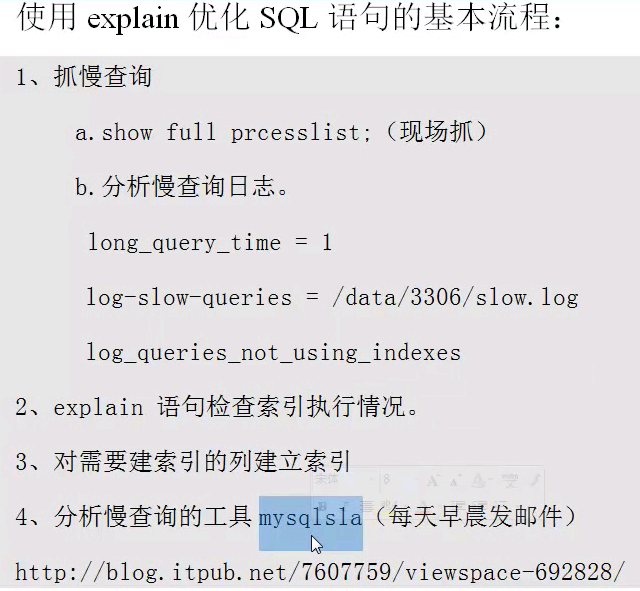 使用 explain 优化 SQL 语句的基本流程：
1、抓慢查询
a.show full prcesslist;（现场抓）
b.分析慢查询日志。
long_query_time = 1
log-slow-queries = /data/3306/slow.log
log_queries_not_using_indexes
2、explain 语句检查索引执行情况。
3、对需要建索引的列建立索引
宋体
4、分析慢查询的工具 mysqlsla（每天早晨发邮件）
http://blog.itpub.net/7607759/viewspace-692828/